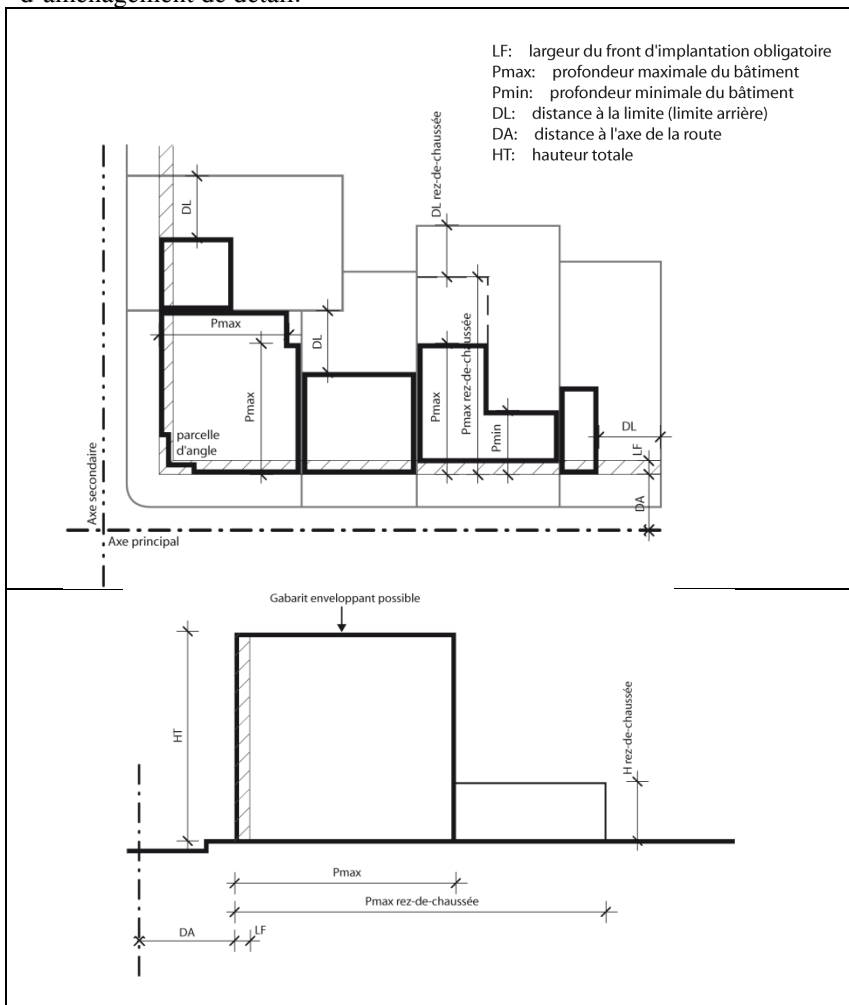 d'aménagement de détail.
LF: largeur du front d'implantation obligatoire
Pmax: profondeur maximale du bâtiment
Pmin: profondeur minimale du bâtiment
DL: distance à la limite (limite arrière)
DA: distance à l'axe de la route
HT: hauteur totale
DL rez-de-chaussée
DL
Pmax
DL
Pmax
Pmax
Pmax rez-de-chaussée
Pmin
DL
LF
parcelle
d'angle
DA
Axe secondaire
Axe principal
Gabarit enveloppant possible
HT
H rez-de-chaussée
Pmax
Pmax rez-de-chaussée
DA
LF